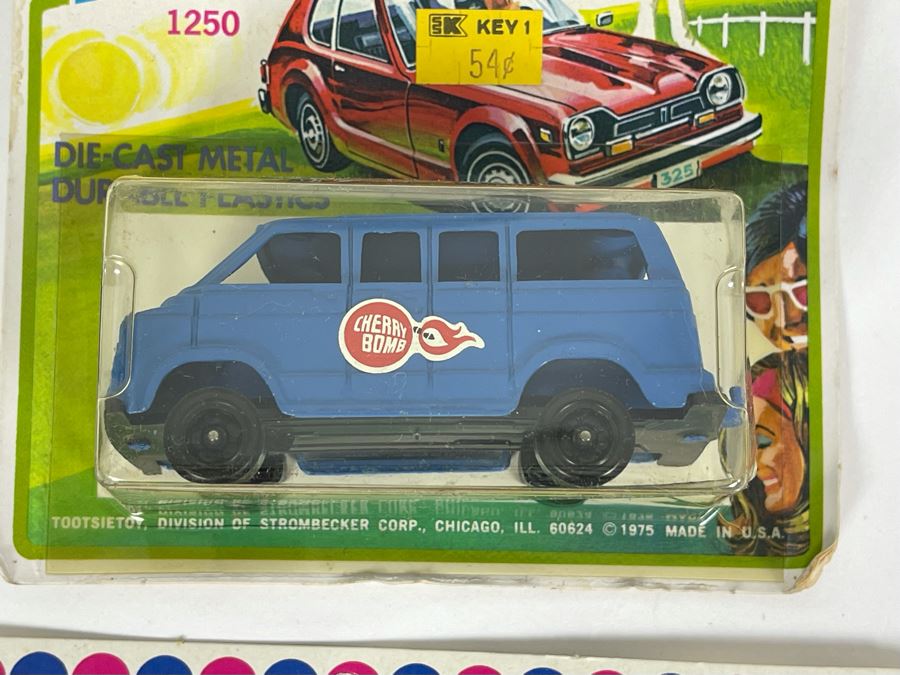 1250
K KEY 1
54¢
325
DIE-CAST METAL
DURABLE PLASTICS
CHERRY
BOMB
TOOTSIETOY, DIVISION OF STROMBECKER CORP., CHICAGO, ILL. 60624 © 1975 MADE IN U.S.A.